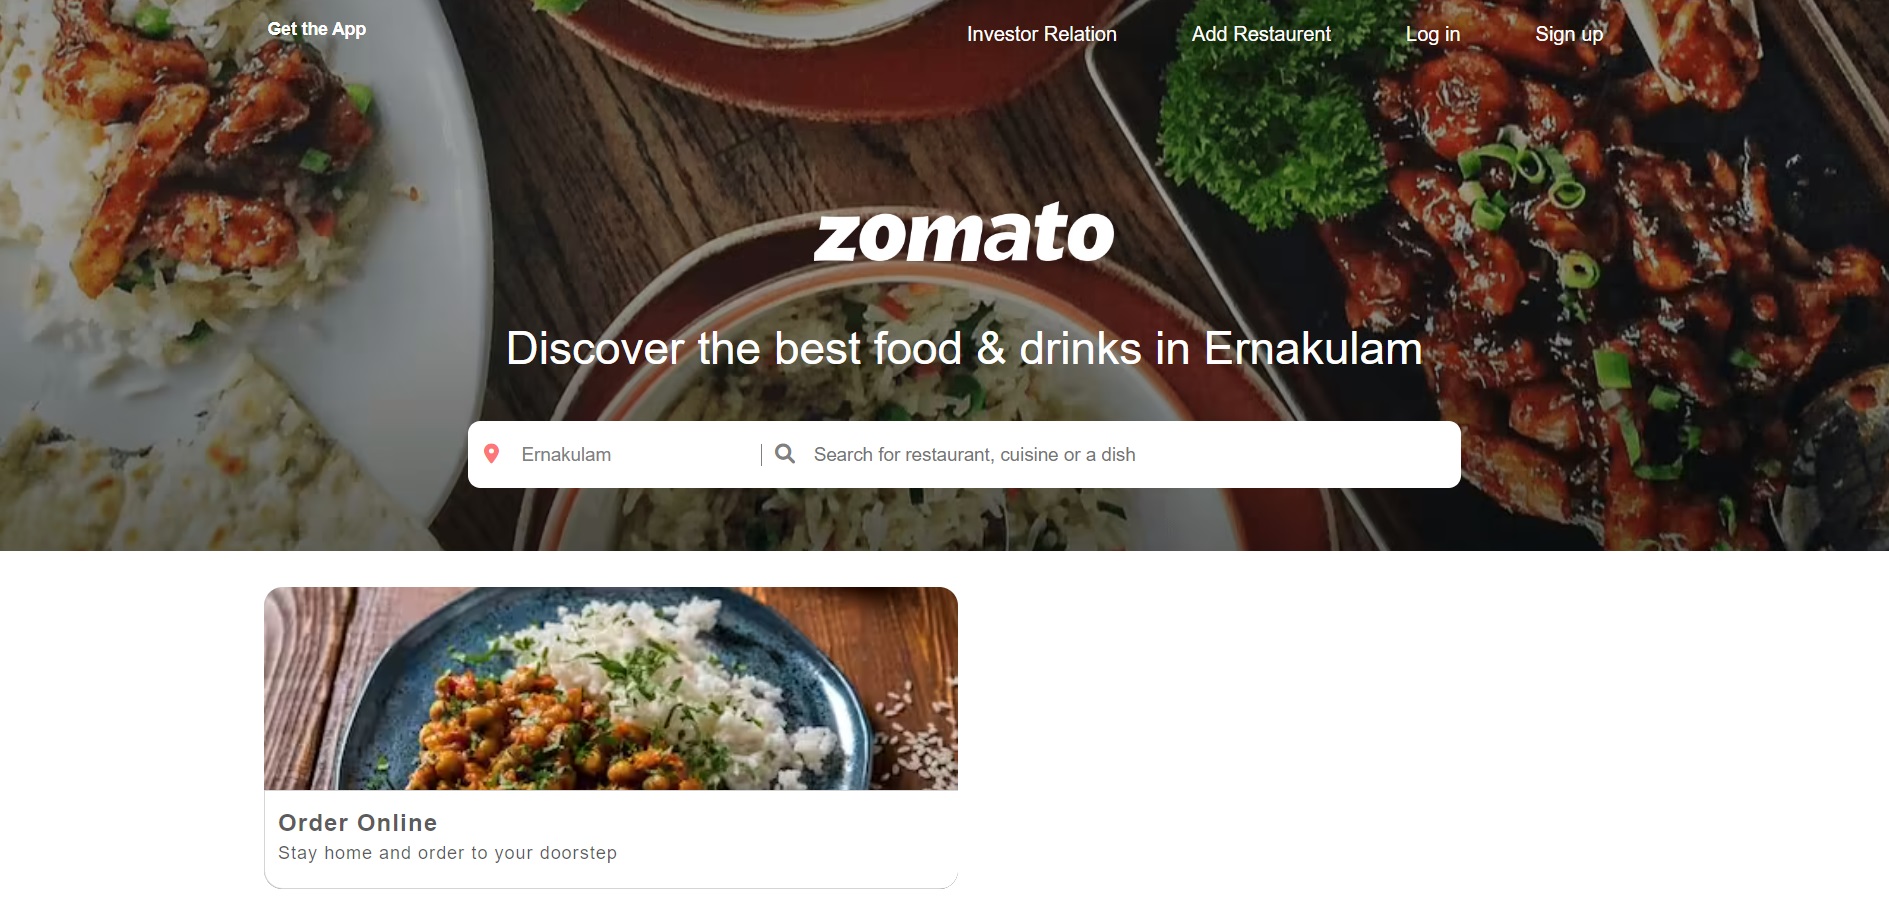 Get the App
Investor Relation
Add Restaurent
Log in
Sign up
zomato
Discover the best food & drinks in Ernakulam
Ernakulam
Search for restaurant, cuisine or a dish
Order Online
Stay home and order to your doorstep